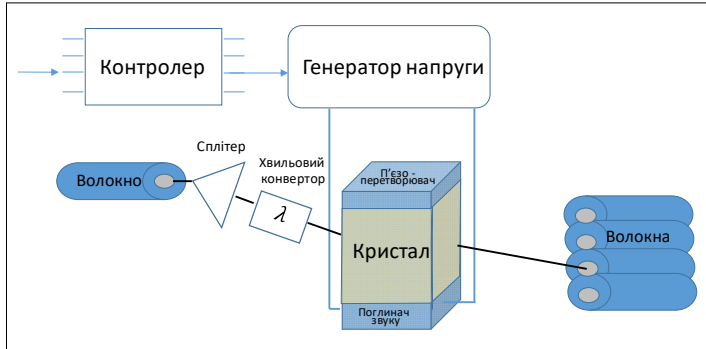 Контролер
Генератор напруги
Сплітер
Хвильовий
конвертор
П'єзо -
перетворювач
Волокно
λ
Кристал
Волокна
Поглинач
звуку